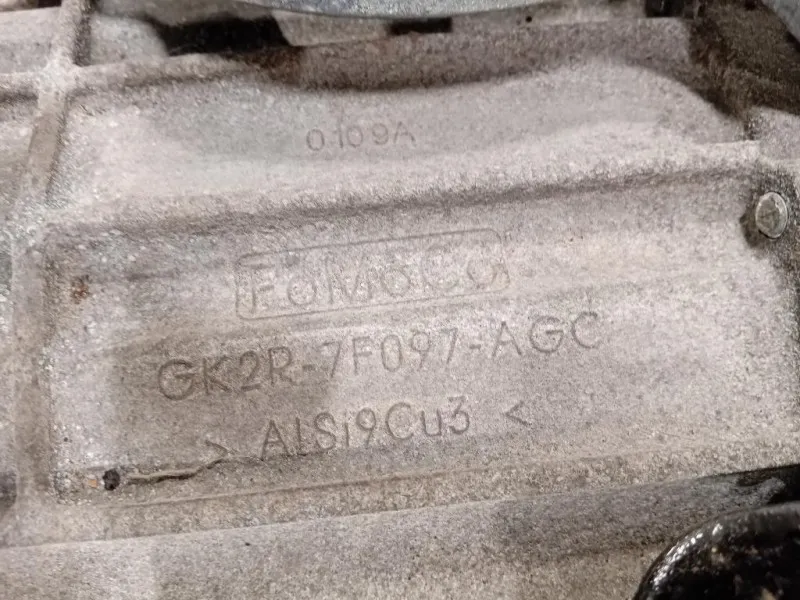 0109A
FoMoCo
GK2R-7F097-AGC
> AlSi9Cu3 <